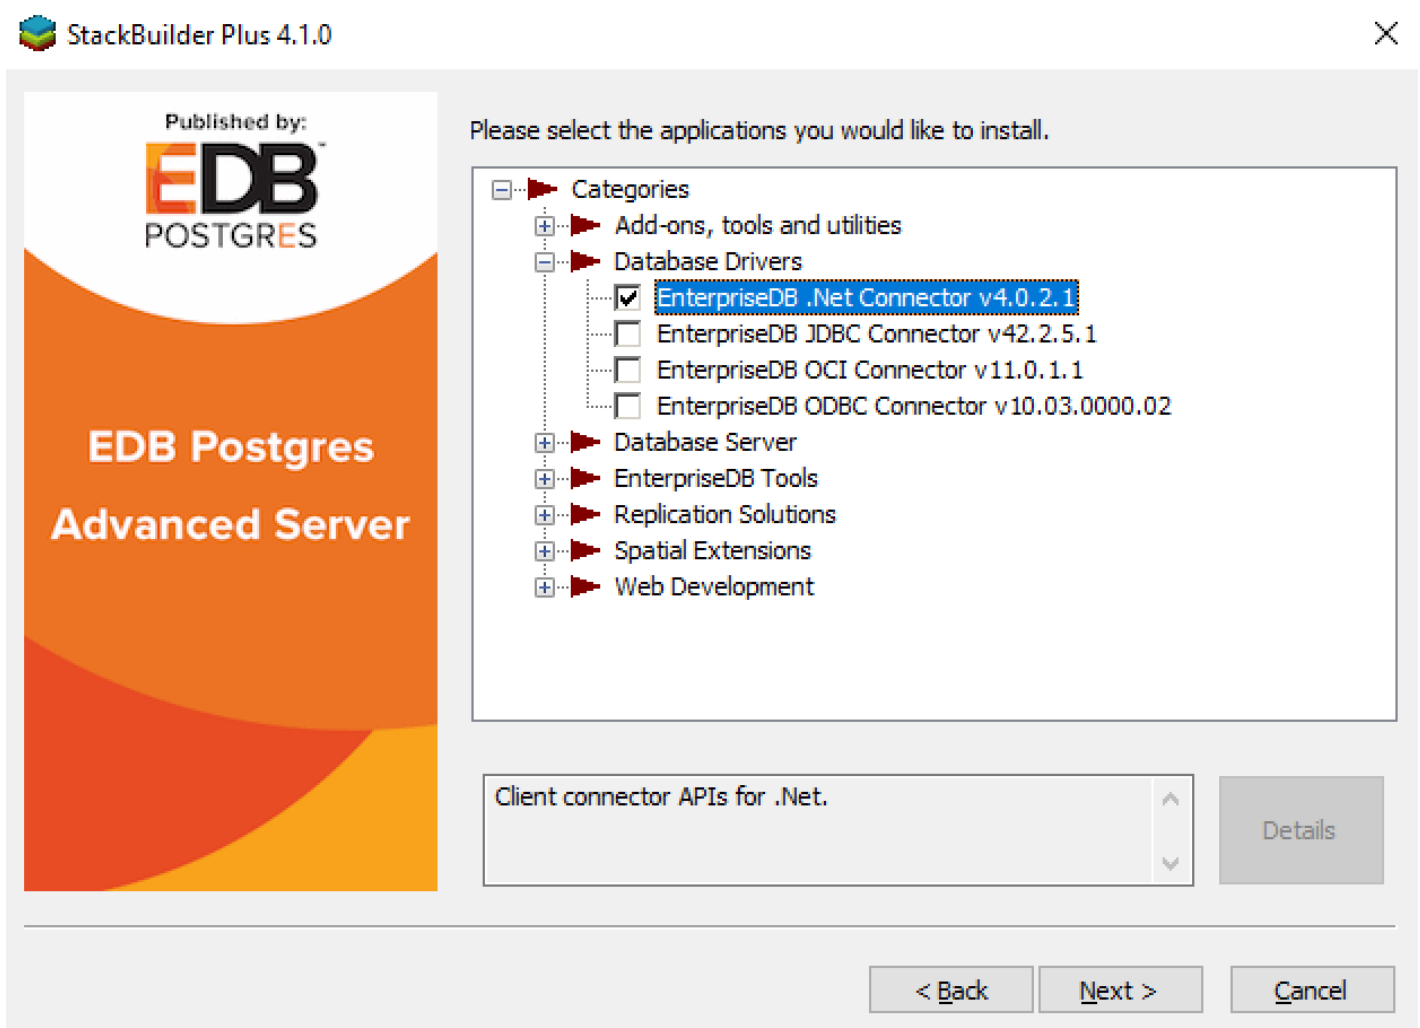 StackBuilder Plus 4.1.0
Published by:
EDB
POSTGRES
EDB Postgres
Advanced Server
Please select the applications you would like to install.
Categories
Add-ons, tools and utilities
Database Drivers
EnterpriseDB .Net Connector v4.0.2.1
EnterpriseDB JDBC Connector v42.2.5.1
EnterpriseDB OCI Connector v11.0.1.1
EnterpriseDB ODBC Connector v10.03.0000.02
Database Server
EnterpriseDB Tools
Replication Solutions
Spatial Extensions
Web Development
Client connector APIs for .Net.
Details
< Back
Next >
Cancel